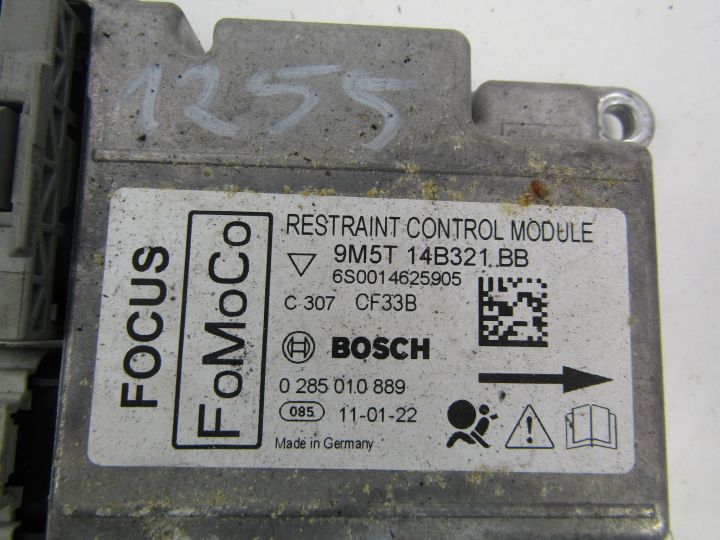 1255
FOCUS
FoMoCo
RESTRAINT CONTROL MODULE
9M5T 14B321 BB
6S0014625905
C 307 CF33B
BOSCH
0 285 010 889
085 11-01-22
Made in Germany